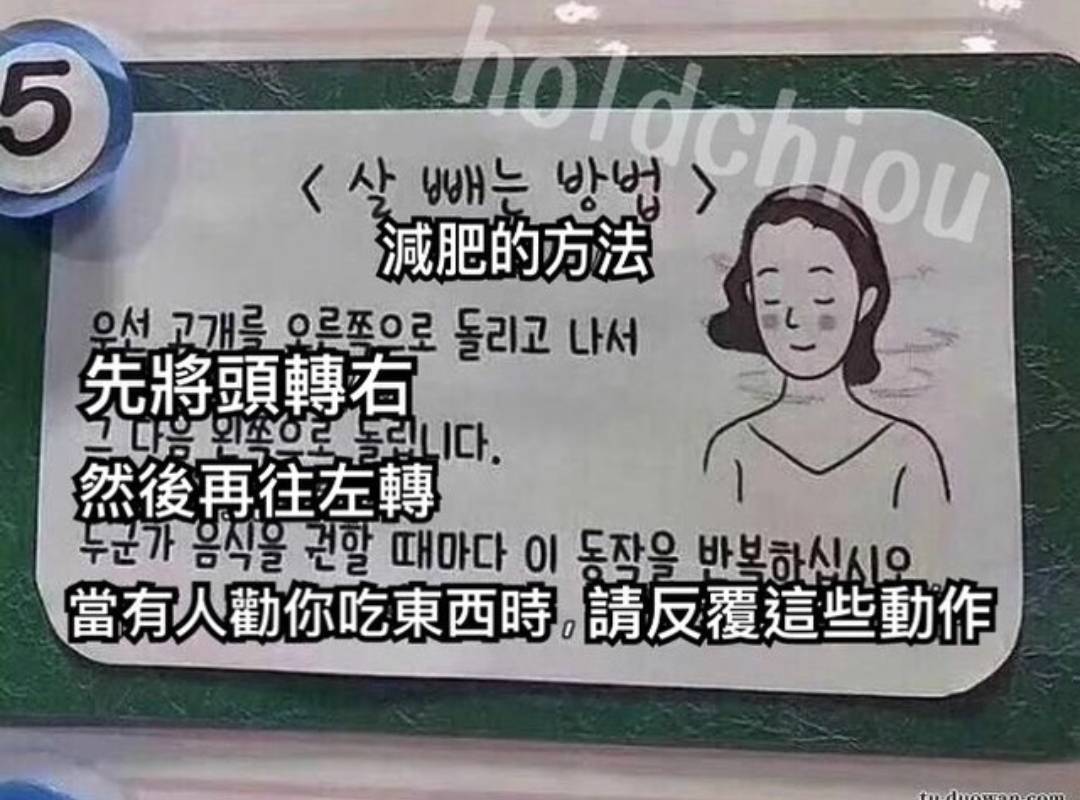 5
holdchiou
< 살 빼는 방법 >
減肥的方法
우선 고개를 오른쪽으로 돌리고 나서
先將頭轉右
그 다음 왼쪽으로 돌립니다.
然後再往左轉
누군가 음식을 권할 때마다 이 동작을 반복하십시오.
當有人勸你吃東西時，請反覆這些動作
tu.duowan.com